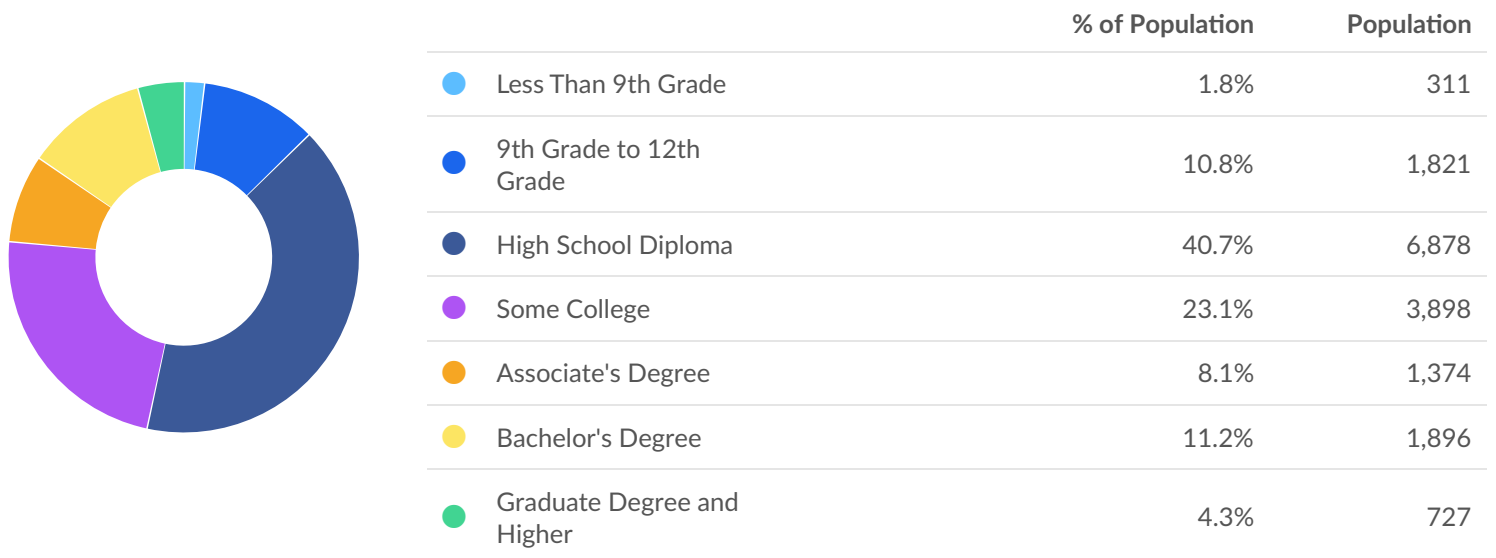 % of Population Population
Less Than 9th Grade 1.8% 311
9th Grade to 12th
Grade 10.8% 1,821
High School Diploma 40.7% 6,878
Some College 23.1% 3,898
Associate's Degree 8.1% 1,374
Bachelor's Degree 11.2% 1,896
Graduate Degree and
Higher 4.3% 727